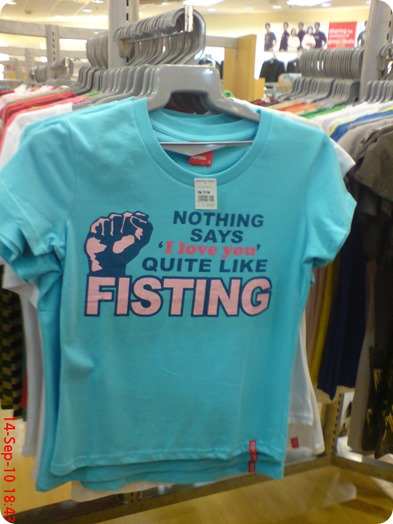 NOTHING
SAYS
'I love you'
QUITE LIKE
FISTING
14-Sep-10 18:4